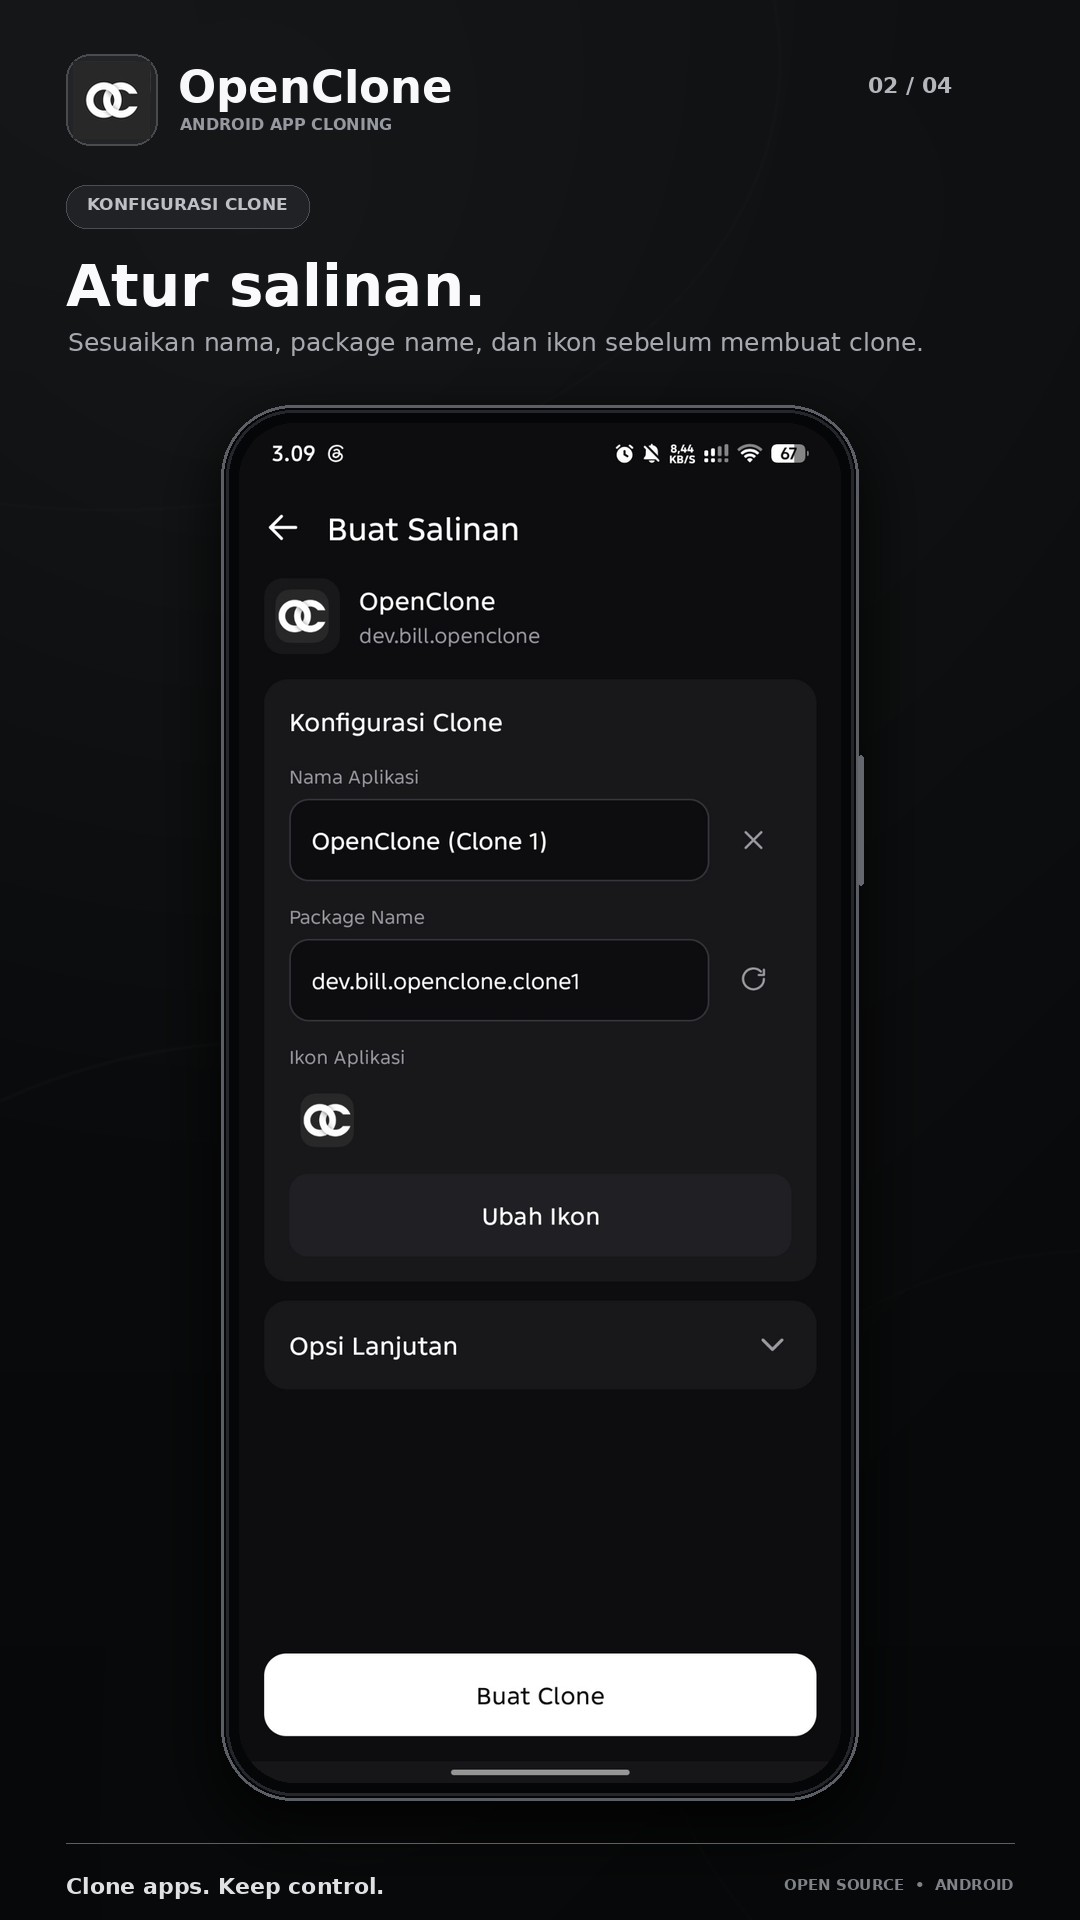 OC
OpenClone
ANDROID APP CLONING
02 / 04
KONFIGURASI CLONE
Atur salinan.
Sesuaikan nama, package name, dan ikon sebelum membuat clone.
3.09
8,44
KB/S
67
Buat Salinan
OC
OpenClone
dev.bill.openclone
Konfigurasi Clone
Nama Aplikasi
OpenClone (Clone 1)
Package Name
dev.bill.openclone.clone1
Ikon Aplikasi
OC
Ubah Ikon
Opsi Lanjutan
Buat Clone
Clone apps. Keep control.
OPEN SOURCE • ANDROID